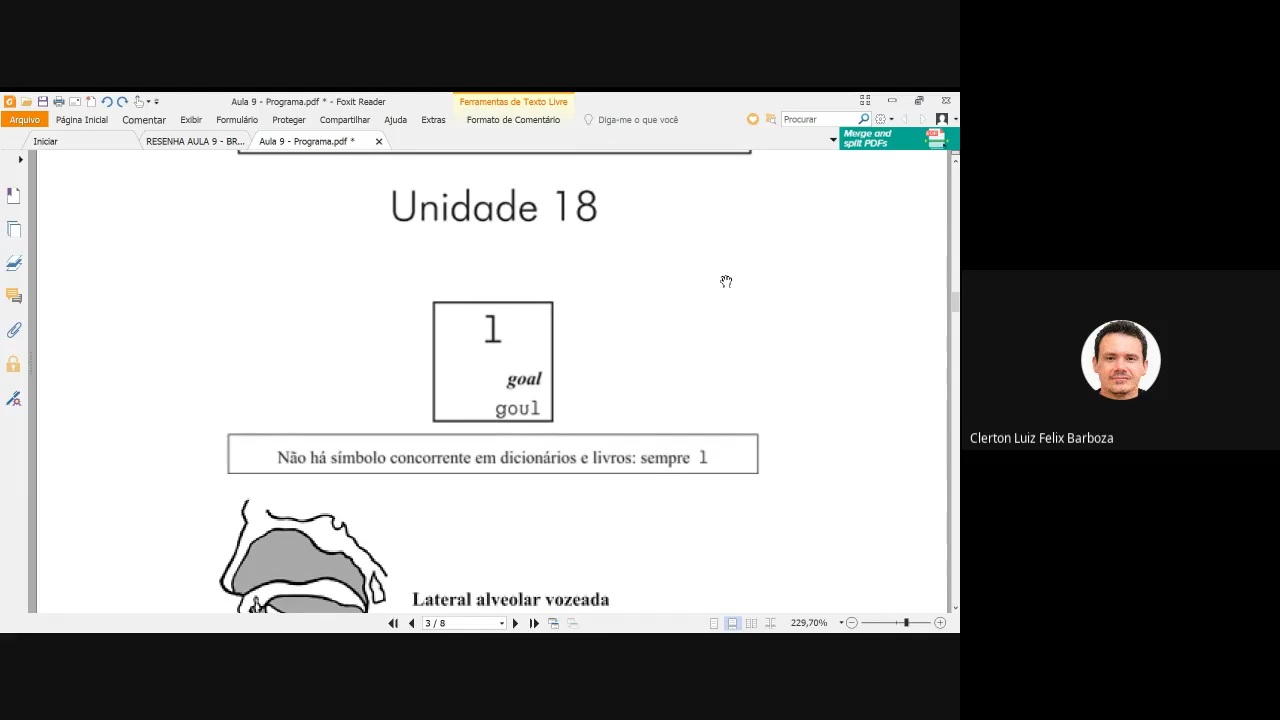 Aula 9 - Programa.pdf * - Foxit Reader
Ferramentas de Texto Livre
Arquivo Página Inicial Comentar Exibir Formulário Proteger Compartilhar Ajuda Extras Formato de Comentário Diga-me o que você Procurar
Iniciar RESENHA AULA 9 - BR... Aula 9 - Programa.pdf *
Merge and
split PDFs
Unidade 18
l
goal
goʊl
Não há símbolo concorrente em dicionários e livros: sempre l
Clerton Luiz Felix Barboza
Lateral alveolar vozeada
3 / 8 229,70%